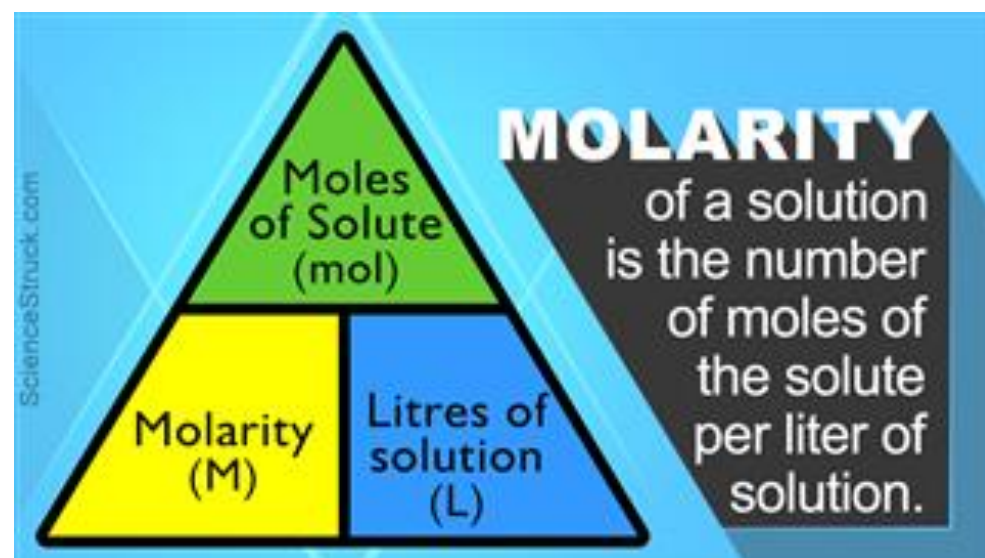 Moles
of Solute
(mol)
Molarity
(M)
Litres of
solution
(L)
MOLARITY
of a solution
is the number
of moles of
the solute
per liter of
solution.
ScienceStruck.com